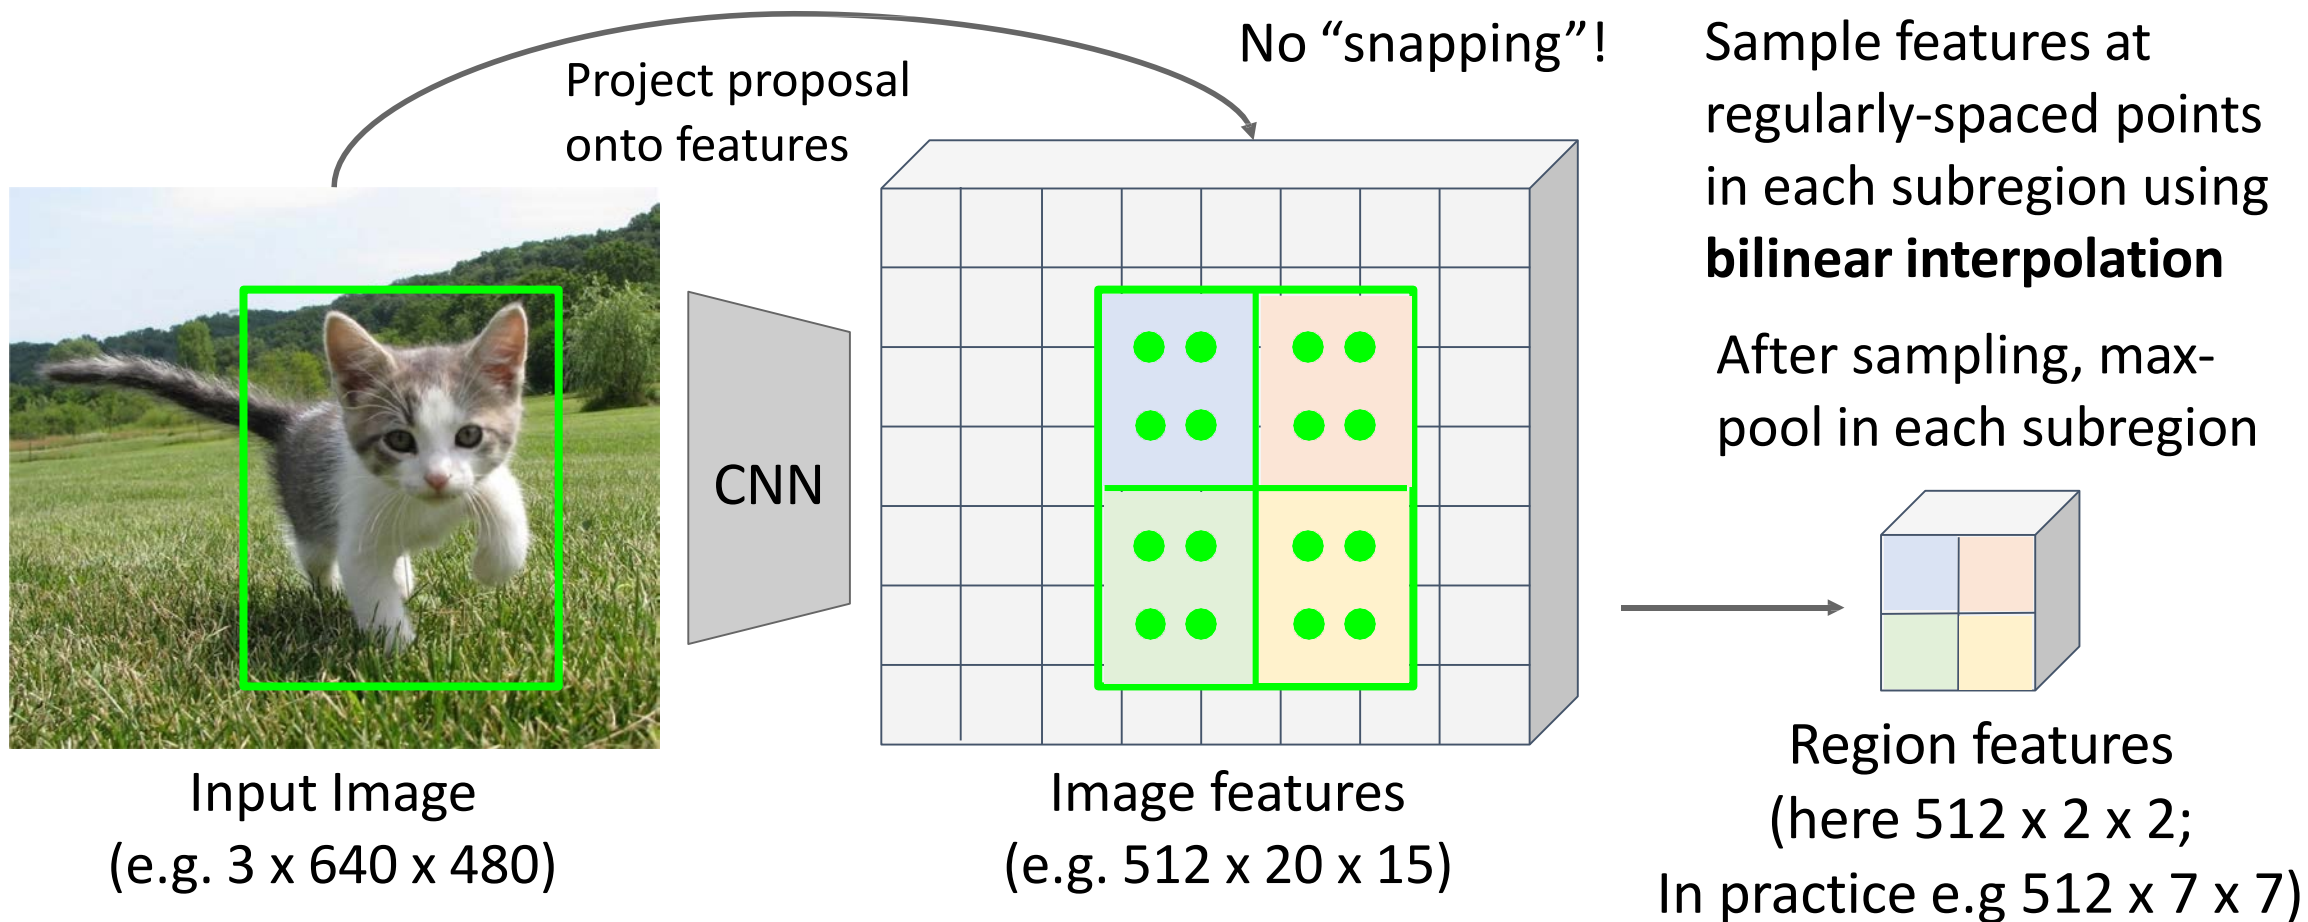 Project proposal
onto features
No “snapping”!
Sample features at
regularly-spaced points
in each subregion using
bilinear interpolation
After sampling, max-
pool in each subregion
CNN
Input Image
(e.g. 3 x 640 x 480)
Image features
(e.g. 512 x 20 x 15)
Region features
(here 512 x 2 x 2;
In practice e.g 512 x 7 x 7)